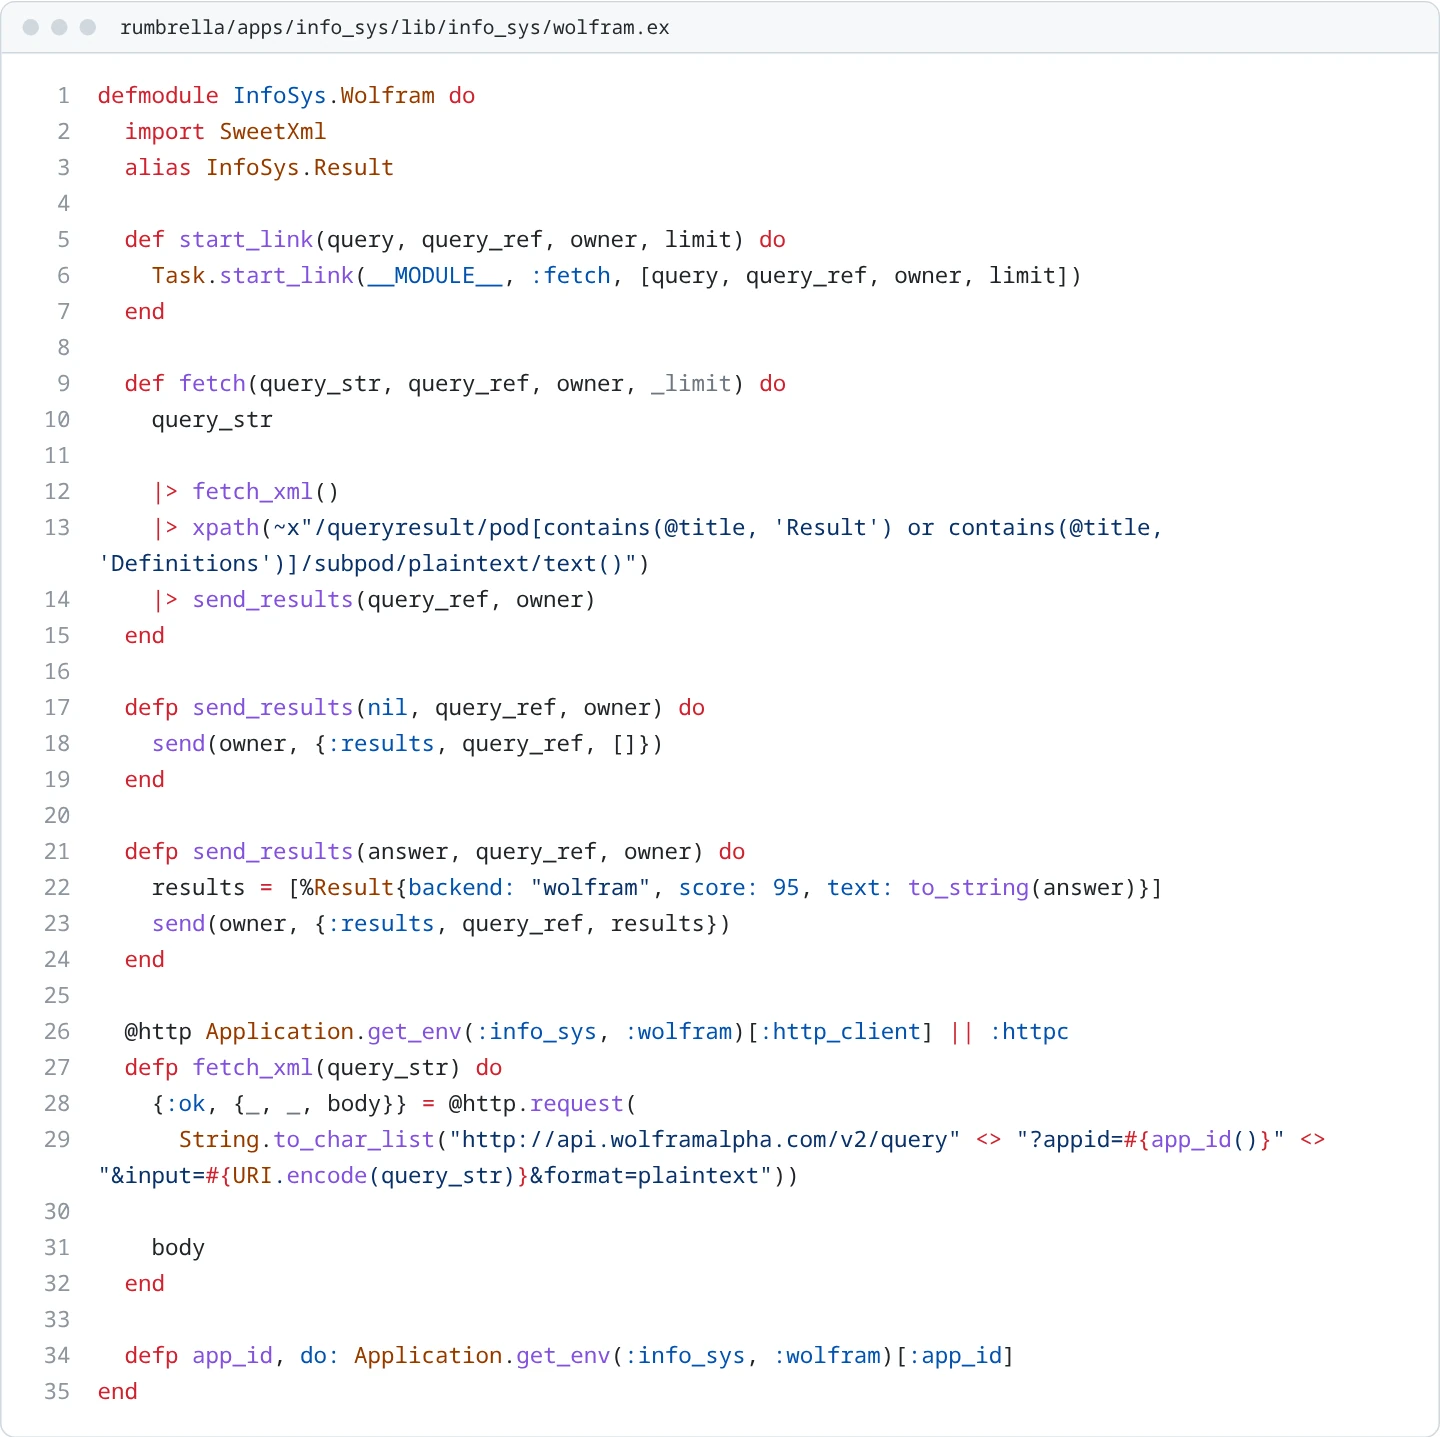 rumbrella/apps/info_sys/lib/info_sys/wolfram.ex
1 defmodule InfoSys.Wolfram do
2   import SweetXml
3   alias InfoSys.Result
4
5   def start_link(query, query_ref, owner, limit) do
6     Task.start_link(__MODULE__, :fetch, [query, query_ref, owner, limit])
7   end
8
9   def fetch(query_str, query_ref, owner, _limit) do
10     query_str
11
12     |> fetch_xml()
13     |> xpath(~x"/queryresult/pod[contains(@title, 'Result') or contains(@title,
'Definitions')]/subpod/plaintext/text()")
14     |> send_results(query_ref, owner)
15   end
16
17   defp send_results(nil, query_ref, owner) do
18     send(owner, {:results, query_ref, []})
19   end
20
21   defp send_results(answer, query_ref, owner) do
22     results = [%Result{backend: "wolfram", score: 95, text: to_string(answer)}]
23     send(owner, {:results, query_ref, results})
24   end
25
26   @http Application.get_env(:info_sys, :wolfram)[:http_client] || :httpc
27   defp fetch_xml(query_str) do
28     {:ok, {_, _, body}} = @http.request(
29       String.to_char_list("http://api.wolframalpha.com/v2/query" <> "?appid=#{app_id()}" <>
"&input=#{URI.encode(query_str)}&format=plaintext"))
30
31     body
32   end
33
34   defp app_id, do: Application.get_env(:info_sys, :wolfram)[:app_id]
35 end